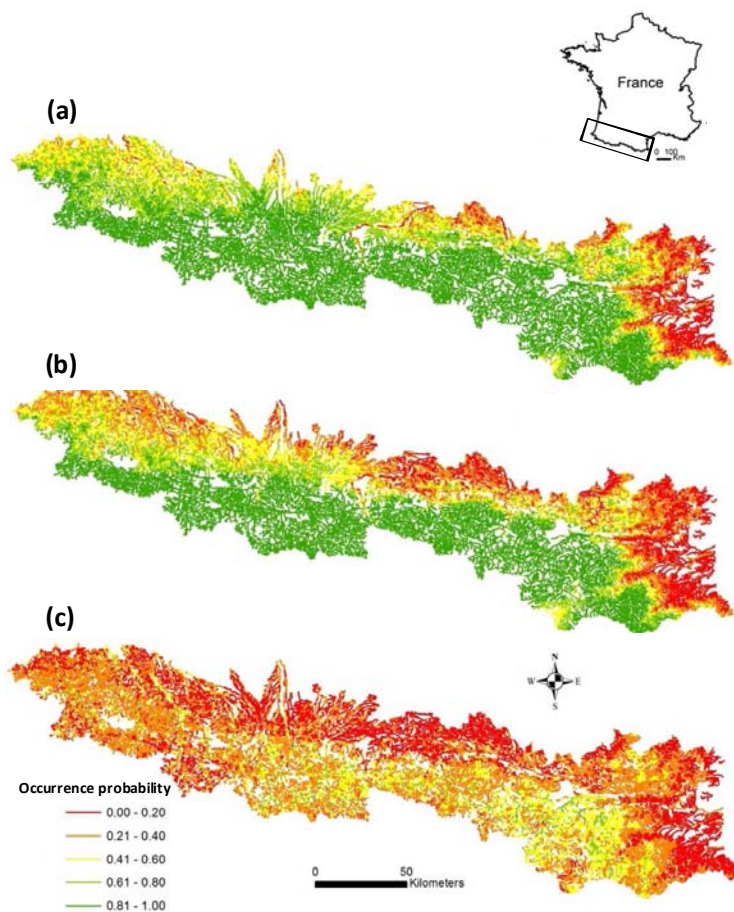 France
0 100
Km
(a)
(b)
(c)
N
W E
S
Occurrence probability
0.00 - 0.20
0.21 - 0.40
0.41 - 0.60
0.61 - 0.80
0.81 - 1.00
0 50
Kilometers